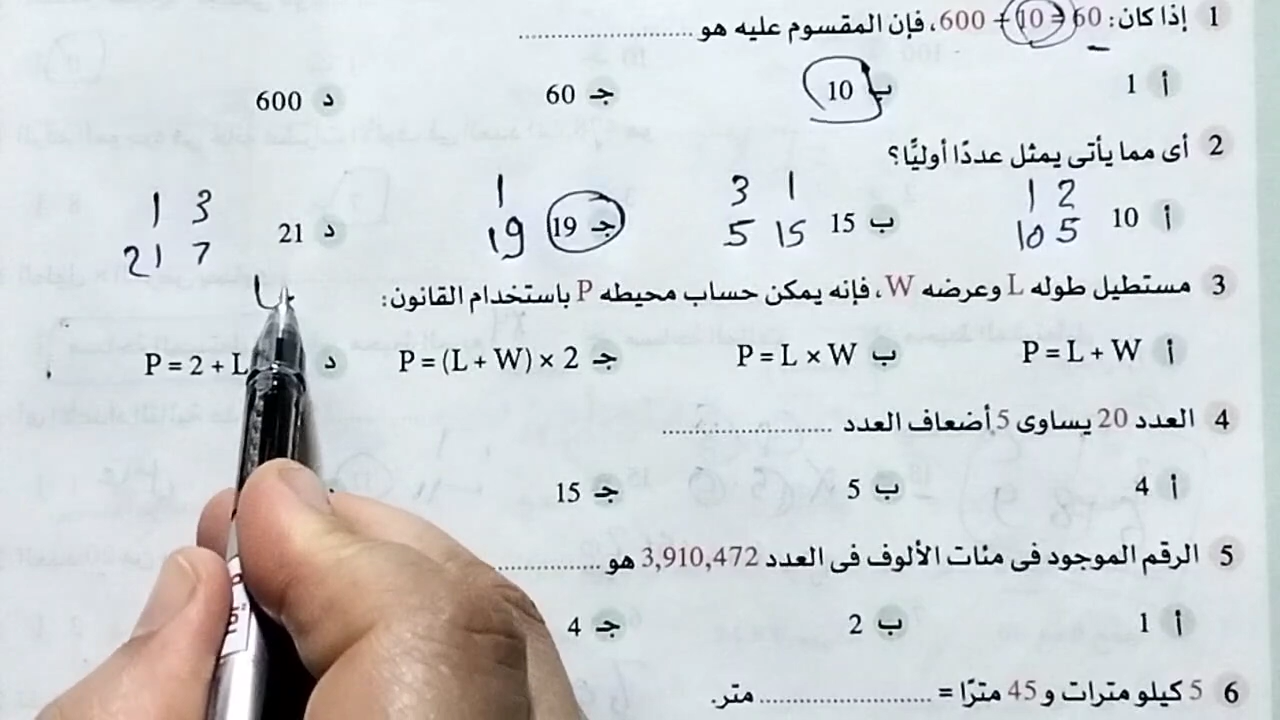 1 إذا كان: 60 = 10 ÷ 600، فإن المقسوم عليه هو ..............................
أ 1 ب 10 جـ 60 د 600
2 أى مما يأتى يمثل عددًا أوليًّا؟
1 2 3 1 1 1 3
أ 10 ب 15 جـ 19 د 21
10 5 5 15 19 21 7
3 مستطيل طوله L وعرضه W، فإنه يمكن حساب محيطه P باستخدام القانون:
أ P = L + W ب P = L × W جـ P = (L + W) × 2 د P = 2 + L
4 العدد 20 يساوى 5 أضعاف العدد ..............................
أ 4 ب 5 جـ 15
5 الرقم الموجود فى مئات الألوف فى العدد 3,910,472 هو ....................
أ 1 ب 2 جـ 4
6 5 كيلو مترات و 45 مترًا = .............................. متر.